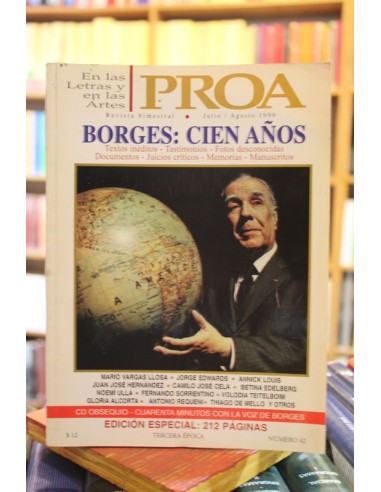 En las
Letras y
en las
Artes
PROA
Revista Bimestral • Julio / Agosto 1999
BORGES: CIEN AÑOS
Textos inéditos - Testimonios - Fotos desconocidas
Documentos - Juicios críticos - Memorias - Manuscritos
MARIO VARGAS LLOSA • JORGE EDWARDS • ANNICK LOUIS
JUAN JOSÉ HERNÁNDEZ • CAMILO JOSÉ CELA • BETINA EDELBERG
NOEMI ULLA • FERNANDO SORRENTINO • VOLODIA TEITELBOIM
GLORIA ALCORTA • ANTONIO REQUENI • THIAGO DE MELLO Y OTROS
CD OBSEQUIO - CUARENTA MINUTOS CON LA VOZ DE BORGES
EDICIÓN ESPECIAL: 212 PÁGINAS
$ 12 TERCERA ÉPOCA NÚMERO 42